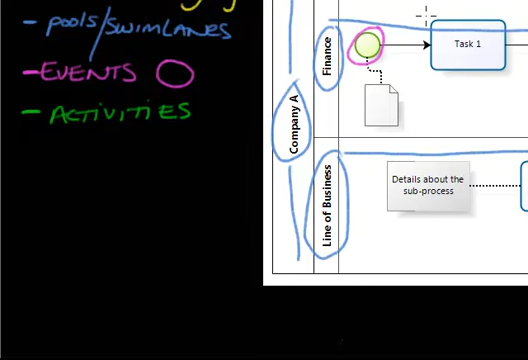 - POOLS/SWIMLANES
- EVENTS
- ACTIVITIES
Company A
Finance
Task 1
Line of Business
Details about the
sub-process